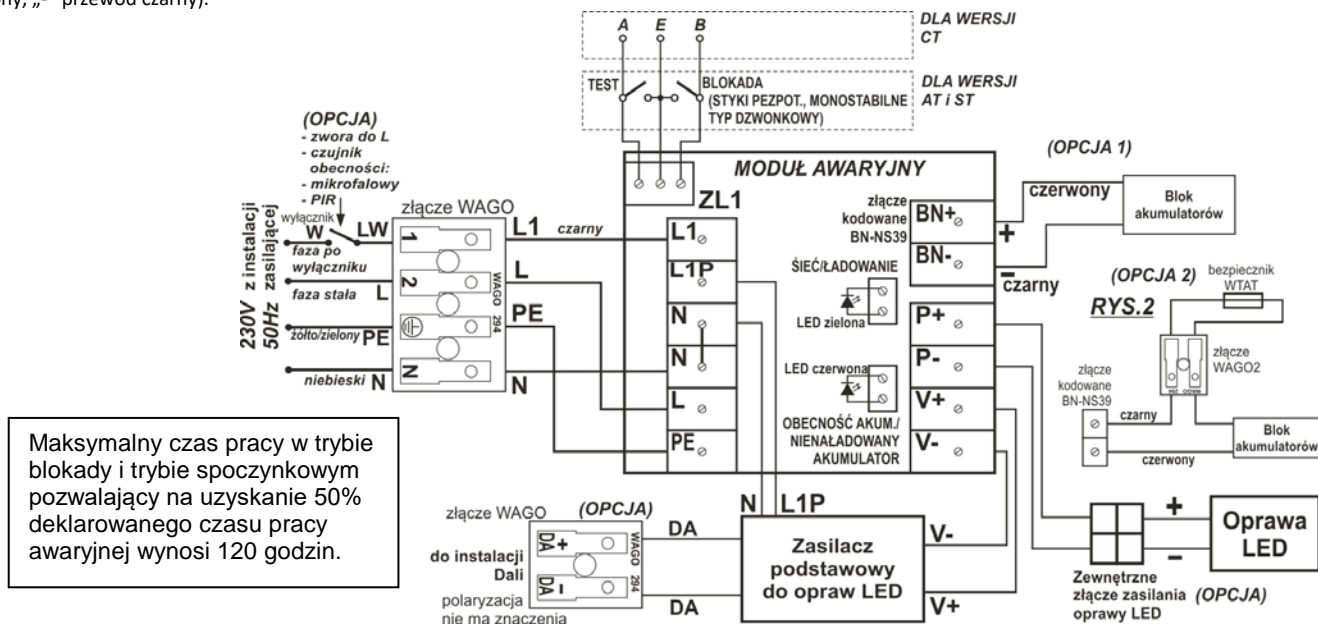 ony, „-" przewód czarny).
A E B
DLA WERSJI
CT
TEST
BLOKADA
(STYKI PEZPOT., MONOSTABILNE
TYP DZWONKOWY)
DLA WERSJI
AT i ST
(OPCJA)
- zwora do L
- czujnik
obecności:
- mikrofalowy
- PIR
230V z instalacji
50Hz zasilającej
wyłącznik
W
LW
faza po
wyłączniku
faza stała
L
żółto/zielony
PE
niebieski
N
złącze WAGO
1
2
N
WAGO 294
L1
czarny
L
PE
N
MODUŁ AWARYJNY
ZL1
L1
L1P
N
N
L
PE
złącze
kodowane
BN-NS39
BN+
BN-
ŚIEĆ/ŁADOWANIE
LED zielona
P+
P-
LED czerwona
V+
V-
OBECNOŚĆ AKUM./
NIENAŁADOWANY
AKUMULATOR
(OPCJA 1)
czerwony
+
-
czarny
Blok
akumulatorów
(OPCJA 2)
RYS.2
bezpiecznik
WTAT
złącze
WAGO2
złącze
kodowane
BN-NS39
czarny
czerwony
Blok
akumulatorów
Maksymalny czas pracy w trybie
blokady i trybie spoczynkowym
pozwalający na uzyskanie 50%
deklarowanego czasu pracy
awaryjnej wynosi 120 godzin.
złącze WAGO
(OPCJA)
DA +
DA -
WAGO 294
do instalacji
Dali
polaryzacja
nie ma znaczenia
DA
DA
N
L1P
Zasilacz
podstawowy
do opraw LED
V-
V+
+
-
Oprawa
LED
Zewnętrzne
złącze zasilania
oprawy LED
(OPCJA)